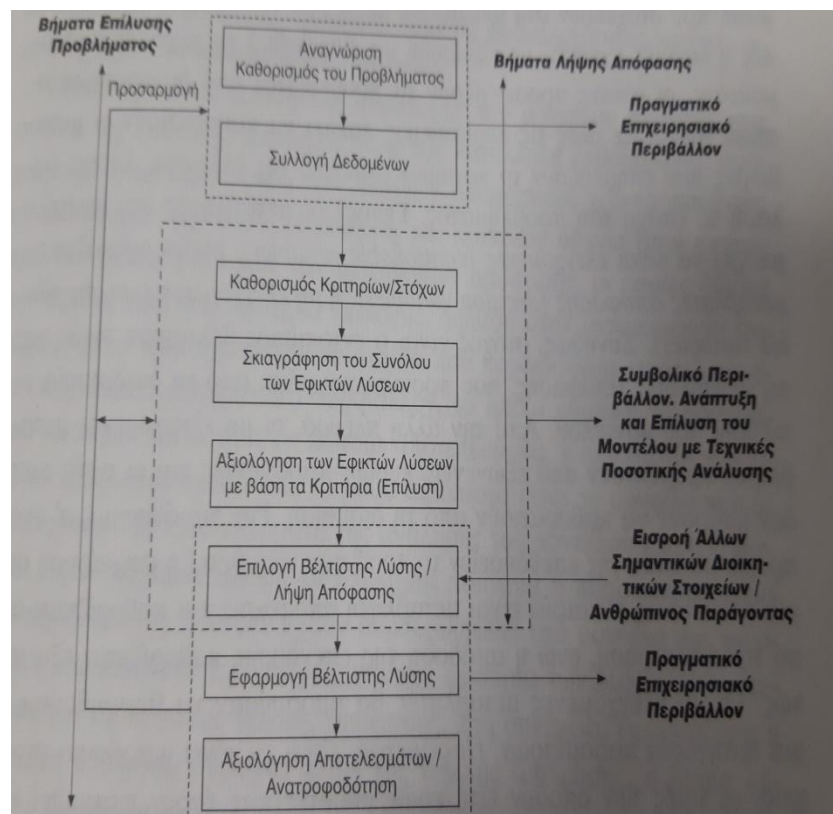 Βήματα Επίλυσης
Προβλήματος
Προσαρμογή
Αναγνώριση
Καθορισμός του Προβλήματος
Συλλογή Δεδομένων
Βήματα Λήψης Απόφασης
Πραγματικό
Επιχειρησιακό
Περιβάλλον
Καθορισμός Κριτηρίων/Στόχων
Σκιαγράφηση του Συνόλου
των Εφικτών Λύσεων
Αξιολόγηση των Εφικτών Λύσεων
με βάση τα Κριτήρια (Επίλυση)
Συμβολικό Περι-
βάλλον. Ανάπτυξη
και Επίλυση του
Μοντέλου με Τεχνικές
Ποσοτικής Ανάλυσης
Επιλογή Βέλτιστης Λύσης /
Λήψη Απόφασης
Εισροή Άλλων
Σημαντικών Διοικη-
τικών Στοιχείων /
Ανθρώπινος Παράγοντας
Εφαρμογή Βέλτιστης Λύσης
Πραγματικό
Επιχειρησιακό
Περιβάλλον
Αξιολόγηση Αποτελεσμάτων /
Ανατροφοδότηση